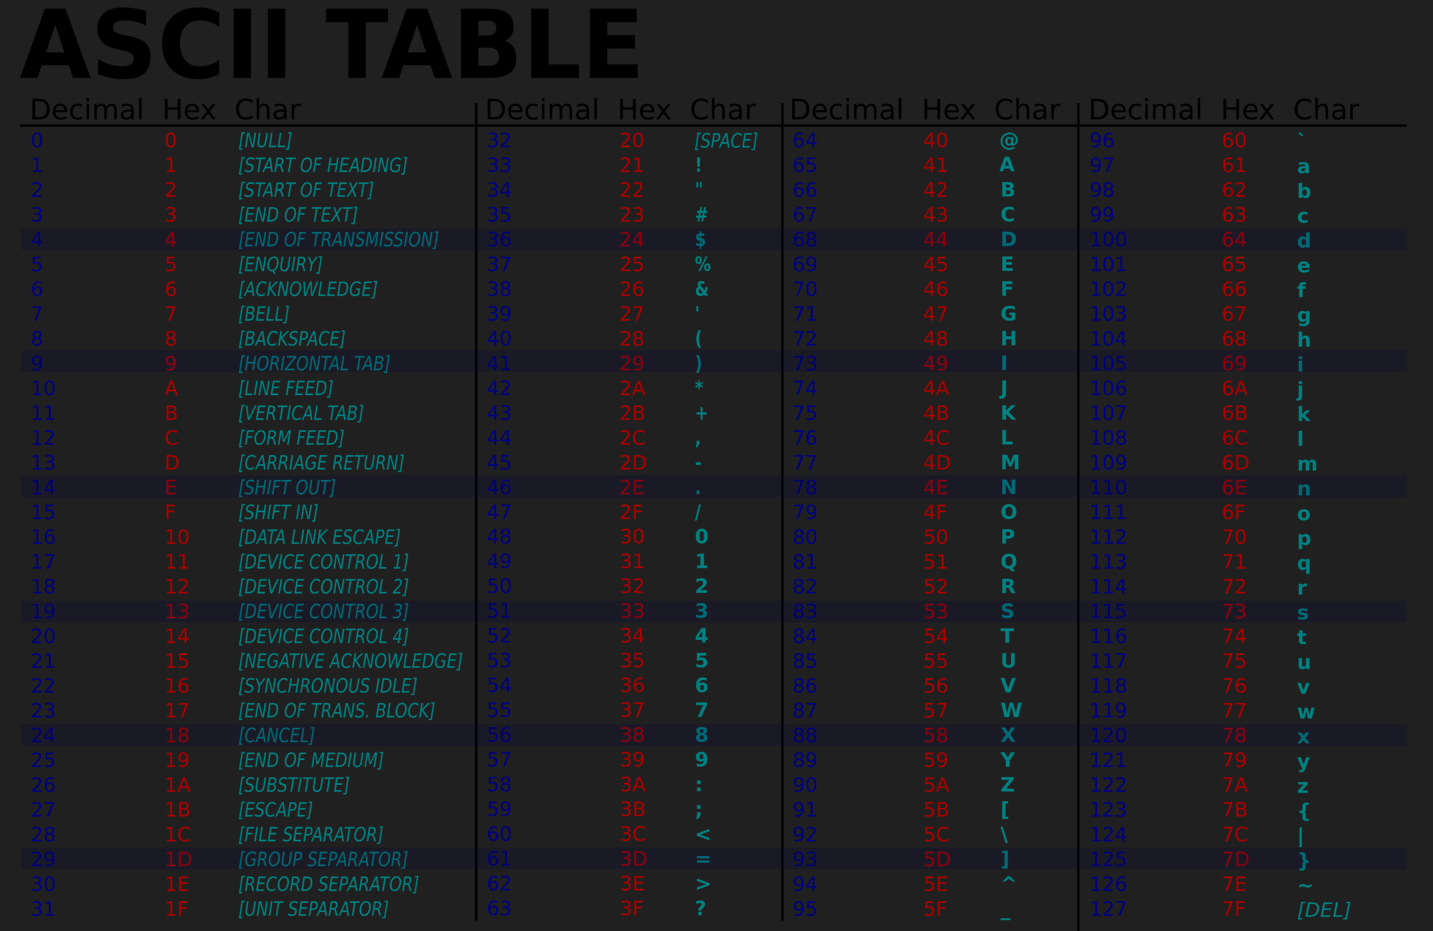 ASCII TABLE
Decimal Hex Char Decimal Hex Char Decimal Hex Char Decimal Hex Char
0 0 [NULL] 32 20 [SPACE] 64 40 @ 96 60 `
1 1 [START OF HEADING] 33 21 ! 65 41 A 97 61 a
2 2 [START OF TEXT] 34 22 " 66 42 B 98 62 b
3 3 [END OF TEXT] 35 23 # 67 43 C 99 63 c
4 4 [END OF TRANSMISSION] 36 24 $ 68 44 D 100 64 d
5 5 [ENQUIRY] 37 25 % 69 45 E 101 65 e
6 6 [ACKNOWLEDGE] 38 26 & 70 46 F 102 66 f
7 7 [BELL] 39 27 ' 71 47 G 103 67 g
8 8 [BACKSPACE] 40 28 ( 72 48 H 104 68 h
9 9 [HORIZONTAL TAB] 41 29 ) 73 49 I 105 69 i
10 A [LINE FEED] 42 2A * 74 4A J 106 6A j
11 B [VERTICAL TAB] 43 2B + 75 4B K 107 6B k
12 C [FORM FEED] 44 2C , 76 4C L 108 6C l
13 D [CARRIAGE RETURN] 45 2D - 77 4D M 109 6D m
14 E [SHIFT OUT] 46 2E . 78 4E N 110 6E n
15 F [SHIFT IN] 47 2F / 79 4F O 111 6F o
16 10 [DATA LINK ESCAPE] 48 30 0 80 50 P 112 70 p
17 11 [DEVICE CONTROL 1] 49 31 1 81 51 Q 113 71 q
18 12 [DEVICE CONTROL 2] 50 32 2 82 52 R 114 72 r
19 13 [DEVICE CONTROL 3] 51 33 3 83 53 S 115 73 s
20 14 [DEVICE CONTROL 4] 52 34 4 84 54 T 116 74 t
21 15 [NEGATIVE ACKNOWLEDGE] 53 35 5 85 55 U 117 75 u
22 16 [SYNCHRONOUS IDLE] 54 36 6 86 56 V 118 76 v
23 17 [END OF TRANS. BLOCK] 55 37 7 87 57 W 119 77 w
24 18 [CANCEL] 56 38 8 88 58 X 120 78 x
25 19 [END OF MEDIUM] 57 39 9 89 59 Y 121 79 y
26 1A [SUBSTITUTE] 58 3A : 90 5A Z 122 7A z
27 1B [ESCAPE] 59 3B ; 91 5B [ 123 7B {
28 1C [FILE SEPARATOR] 60 3C < 92 5C \ 124 7C |
29 1D [GROUP SEPARATOR] 61 3D = 93 5D ] 125 7D }
30 1E [RECORD SEPARATOR] 62 3E > 94 5E ^ 126 7E ~
31 1F [UNIT SEPARATOR] 63 3F ? 95 5F _ 127 7F [DEL]